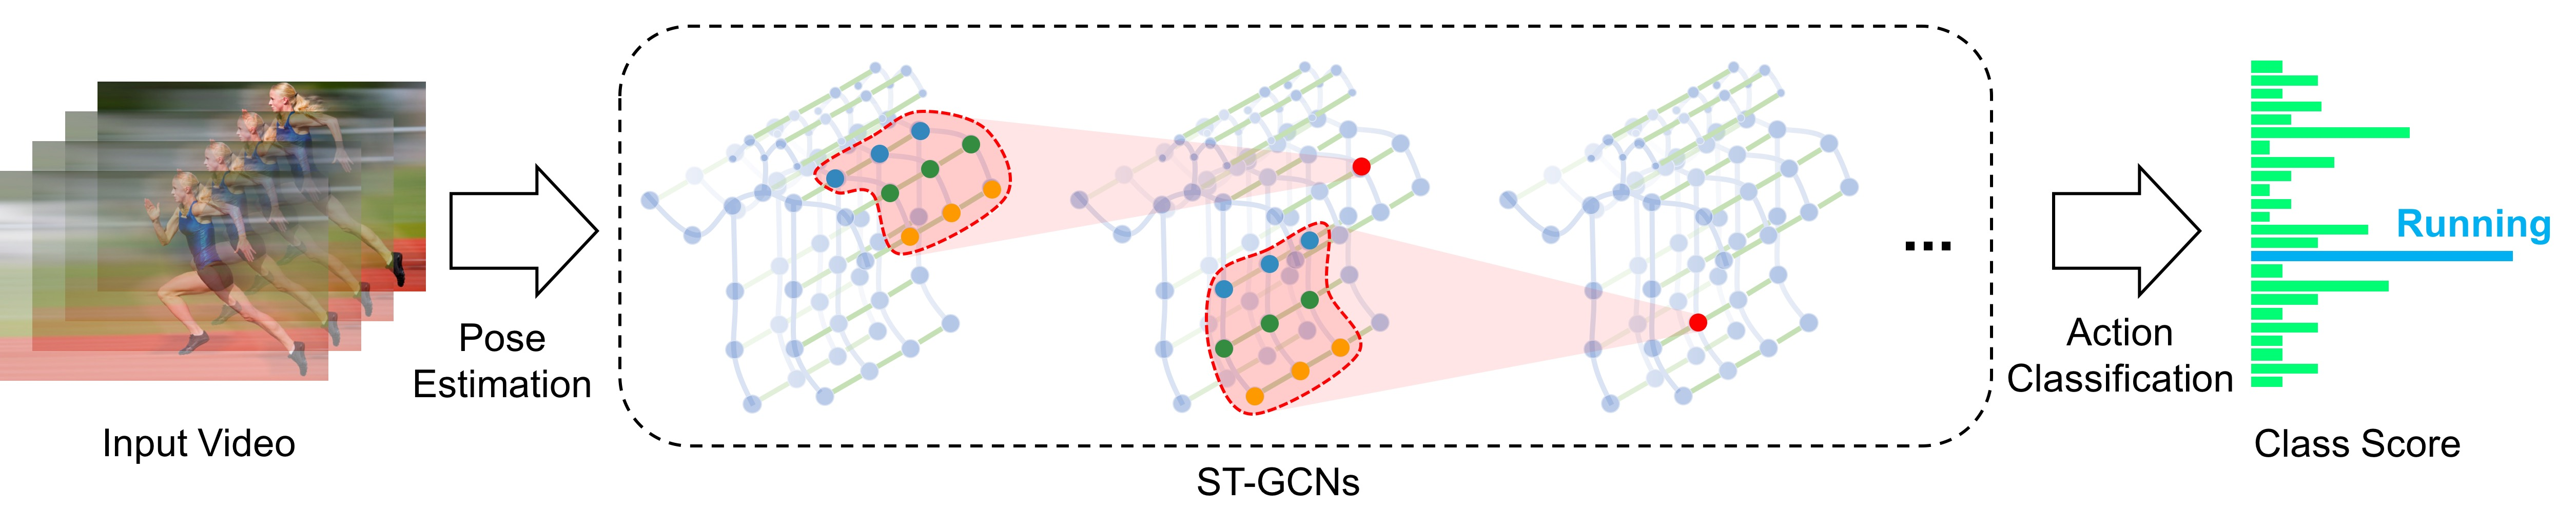 Input Video
Pose
Estimation
ST-GCNs
...
Action
Classification
Running
Class Score